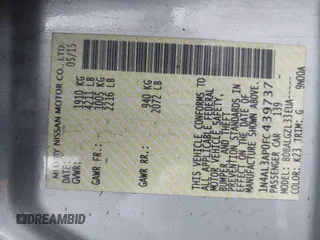 MFD BY NISSAN MOTOR CO., LTD.
DATE: 05/15
GVWR: 1910 KG
4211 LB
GAWR FR: 1005 KG
2216 LB
GAWR RR: 940 KG
2072 LB
THIS VEHICLE CONFORMS TO
ALL APPLICABLE FEDERAL
MOTOR VEHICLE SAFETY,
BUMPER, AND THEFT
PREVENTION STANDARDS
IN EFFECT ON THE DATE OF
MANUFACTURE SHOWN ABOVE.
1N4AL3AP0FC439737
PASSENGER CAR 139
MODEL: BDBALGZL33EUA
COLOR: K23 TRIM: G 9N00A
DREAMBID